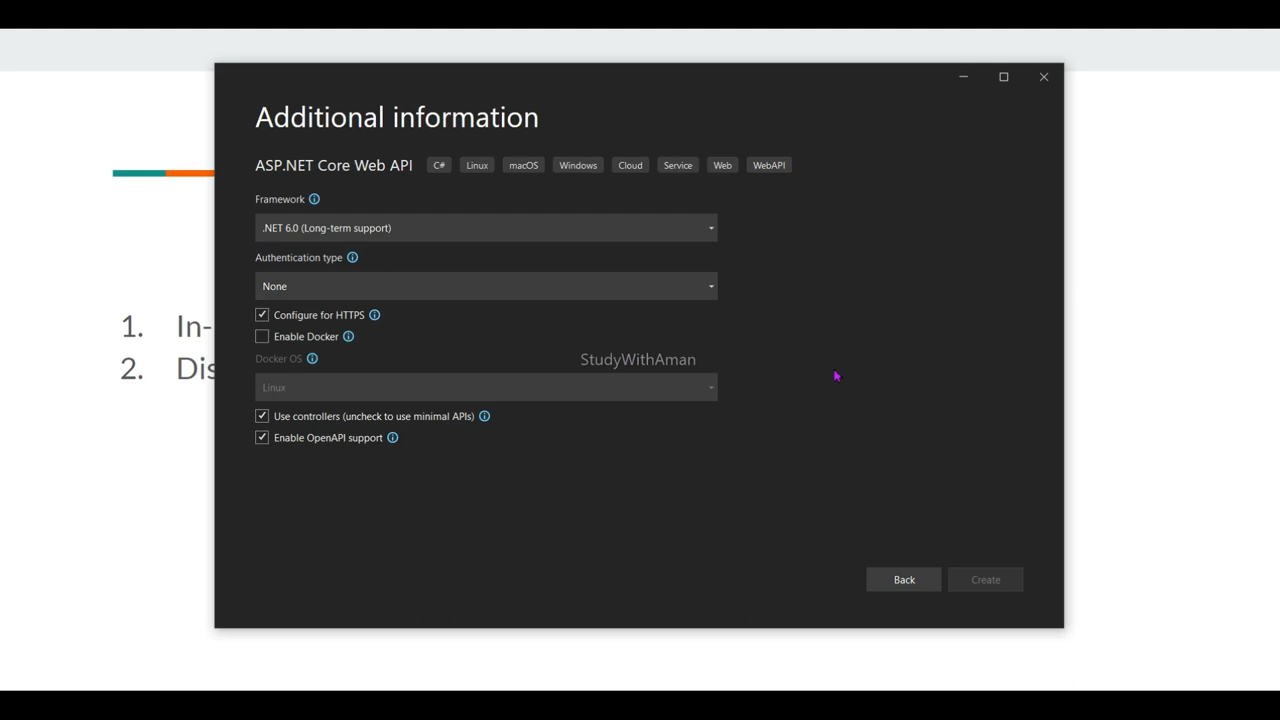 Additional information
ASP.NET Core Web API C# Linux macOS Windows Cloud Service Web WebAPI
Framework
.NET 6.0 (Long-term support)
Authentication type
None
Configure for HTTPS
Enable Docker
Docker OS
StudyWithAman
Linux
Use controllers (uncheck to use minimal APIs)
Enable OpenAPI support
Back Create
1. In-
2. Dis